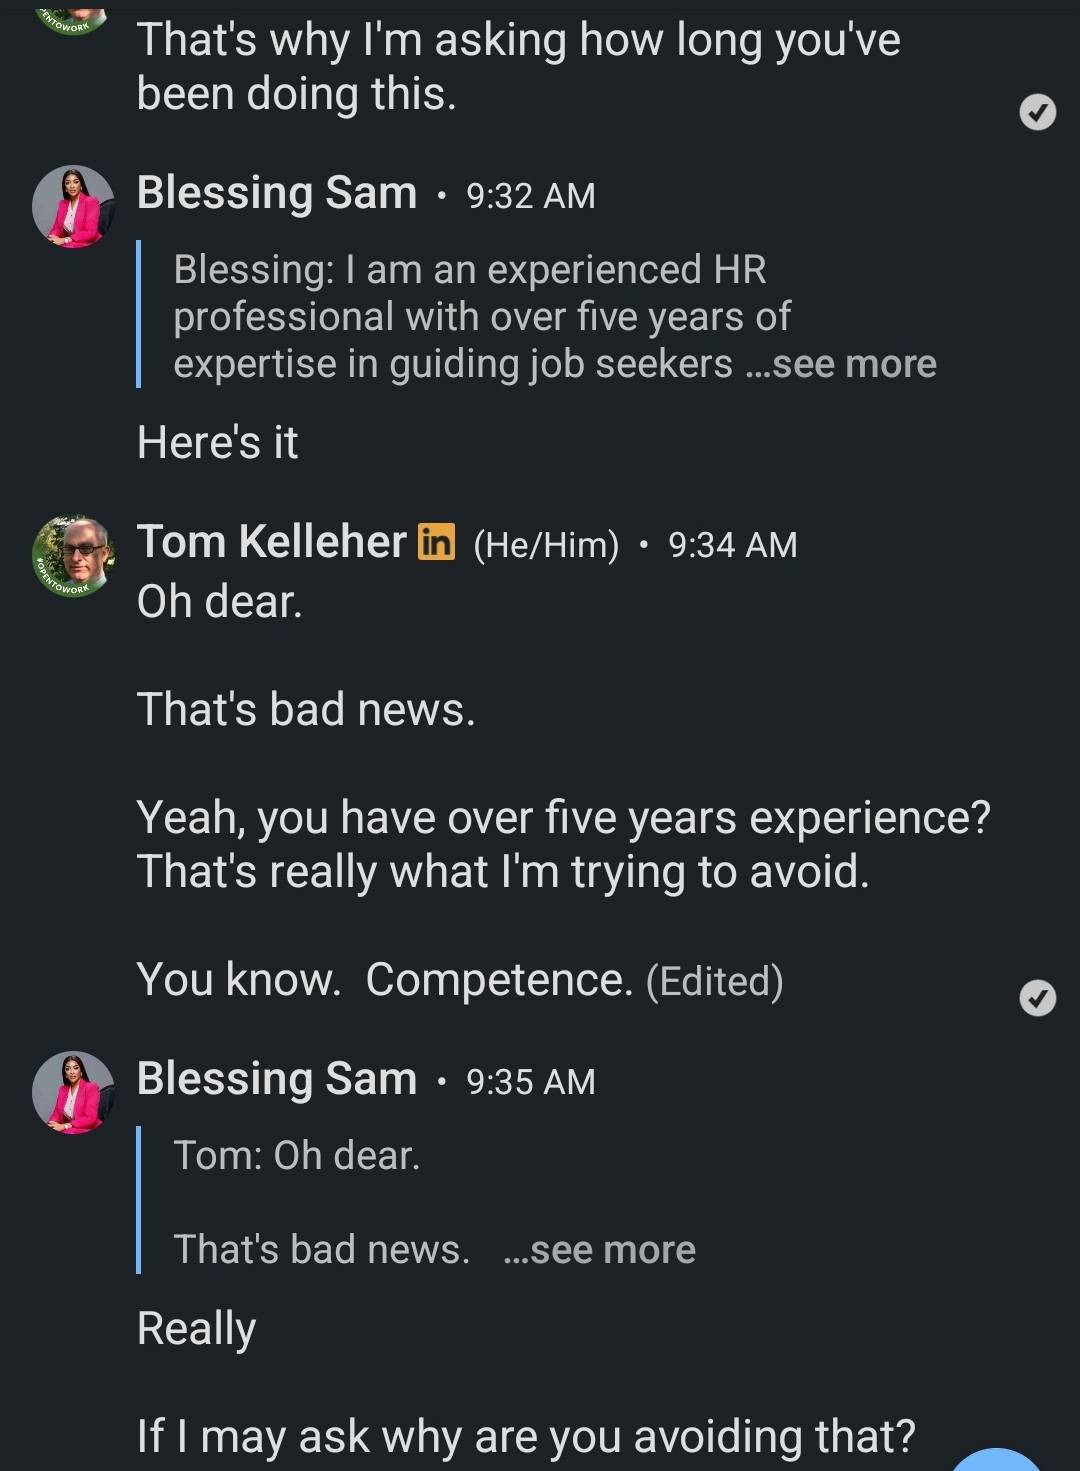 ENTOWORK
That's why I'm asking how long you've
been doing this.
Blessing Sam • 9:32 AM
Blessing: I am an experienced HR
professional with over five years of
expertise in guiding job seekers ...see more
Here's it
Tom Kelleher in (He/Him) • 9:34 AM
#OPENTOWORK
Oh dear.
That's bad news.
Yeah, you have over five years experience?
That's really what I'm trying to avoid.
You know.  Competence. (Edited)
Blessing Sam • 9:35 AM
Tom: Oh dear.
That's bad news.   ...see more
Really
If I may ask why are you avoiding that?